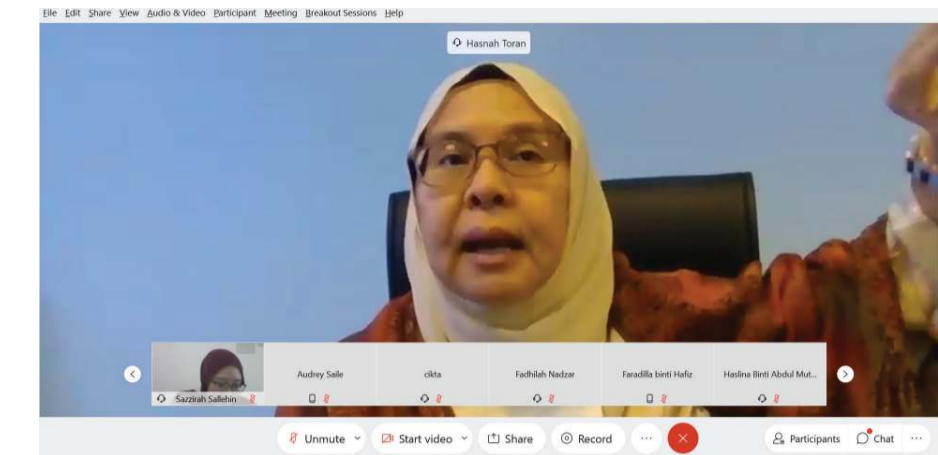 File Edit Share View Audio & Video Participant Meeting Breakout Sessions Help
Hasnah Toran
Sazzirah Sallehin
Audrey Saile
cikta
Fadhilah Nadzar
Faradilla binti Hafiz
Haslina Binti Abdul Mut...
Unmute Start video Share Record ... Participants Chat ...